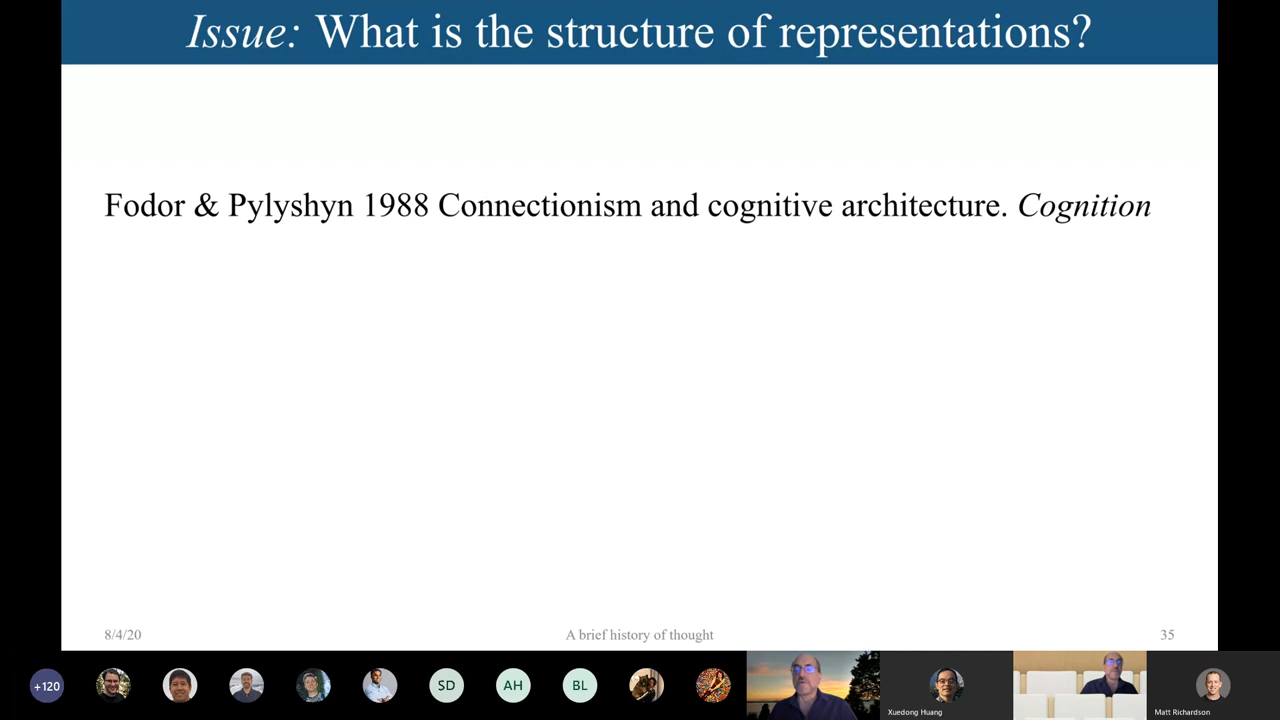 Issue: What is the structure of representations?
Fodor & Pylyshyn 1988 Connectionism and cognitive architecture. Cognition
8/4/20
A brief history of thought
35
+120
SD
AH
BL
Xuedong Huang
Matt Richardson